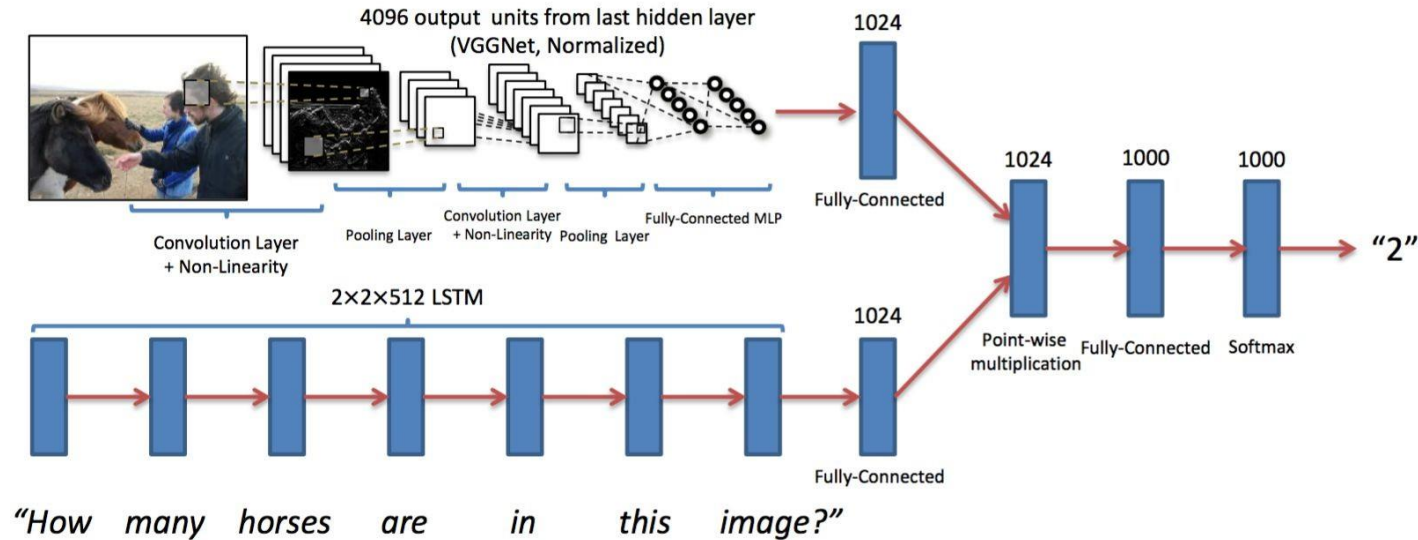 4096 output units from last hidden layer
(VGGNet, Normalized)
1024
Fully-Connected
Convolution Layer
+ Non-Linearity
Pooling Layer
Convolution Layer
+ Non-Linearity
Pooling Layer
Fully-Connected MLP
2×2×512 LSTM
1024
Fully-Connected
1024
Point-wise
multiplication
1000
Fully-Connected
1000
Softmax
“2”
“How many horses are in this image?”